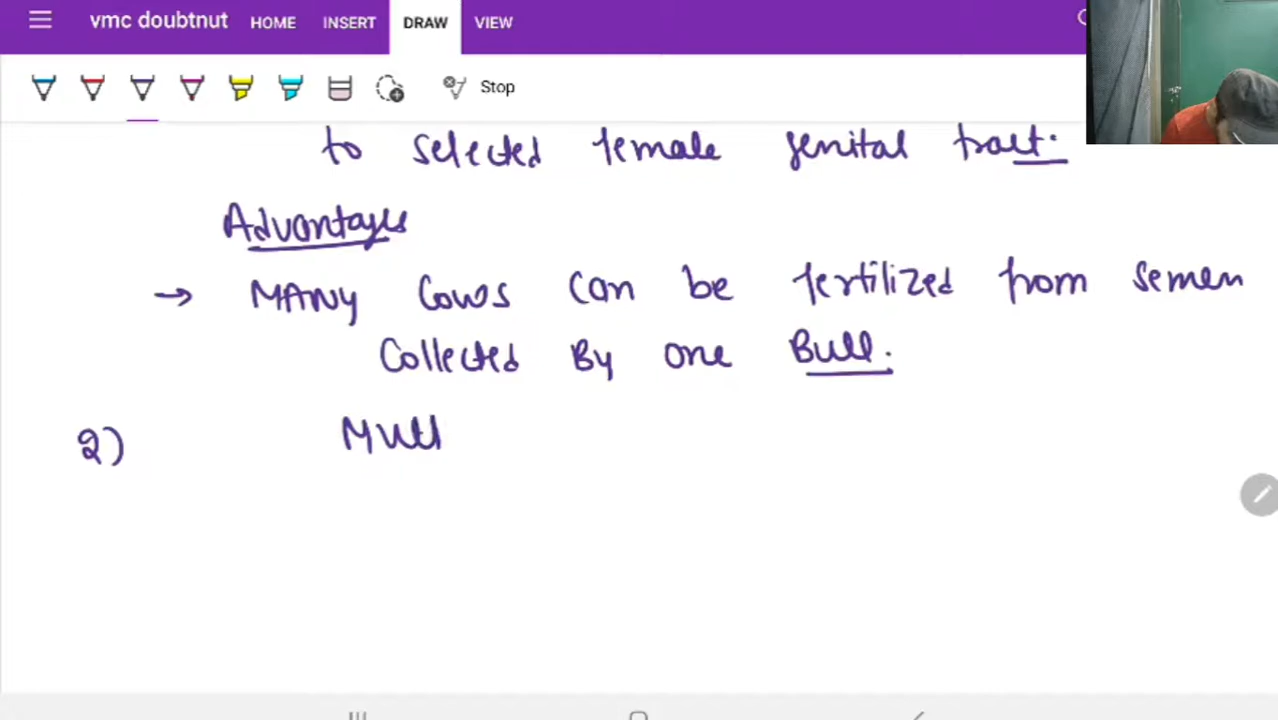 vmc doubtnut HOME INSERT DRAW VIEW
Stop
to selected female genital tract.
Advantages
→ MANY Cows Can be fertilized from semen
Collected By one Bull.
2) Mult